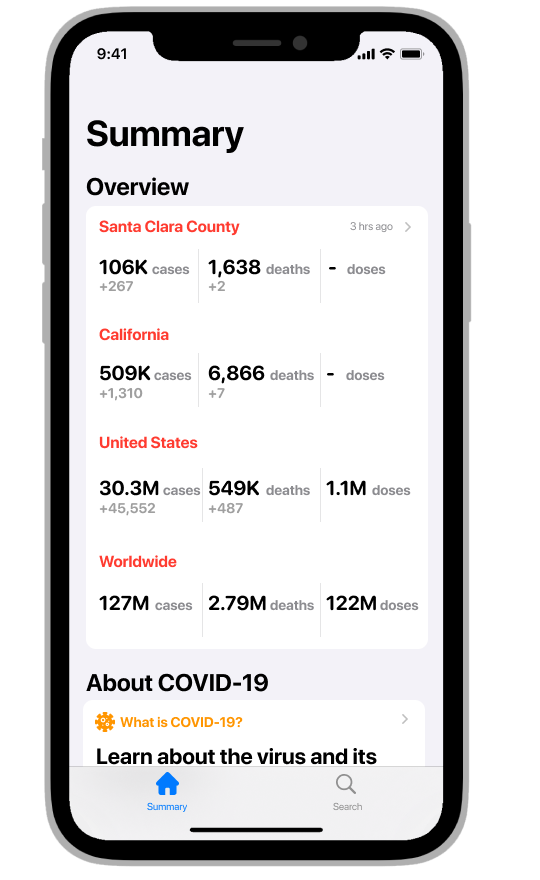 9:41
Summary
Overview
Santa Clara County 3 hrs ago
106K cases 1,638 deaths - doses
+267 +2
California
509K cases 6,866 deaths - doses
+1,310 +7
United States
30.3M cases 549K deaths 1.1M doses
+45,552 +487
Worldwide
127M cases 2.79M deaths 122M doses
About COVID-19
What is COVID-19?
Learn about the virus and its
Summary Search